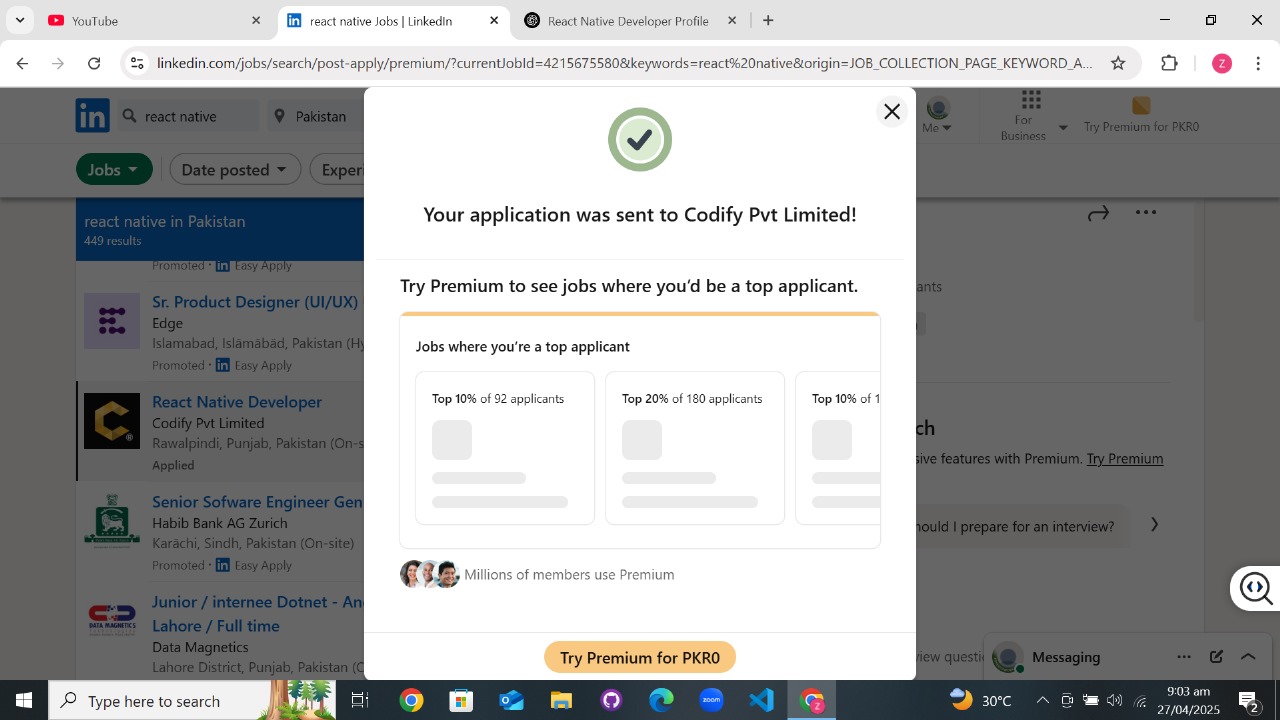 YouTube
react native Jobs | LinkedIn
React Native Developer Profile
linkedin.com/jobs/search/post-apply/premium/?currentJobId=4215675580&keywords=react%20native&origin=JOB_COLLECTION_PAGE_KEYWORD_A...
Z
in
react native
Pakistan
Me
For
Business
Try Premium for PKR0
Jobs
Date posted
Experi
react native in Pakistan
449 results
Promoted · in Easy Apply
Sr. Product Designer (UI/UX)
Edge
Islamabad, Islāmābād, Pakistan (Hy
Promoted · in Easy Apply
React Native Developer
Codify Pvt Limited
Rawalpindi, Punjab, Pakistan (On-s
Applied
Senior Sofware Engineer Gen
Habib Bank AG Zurich
Karāchi, Sindh, Pakistan (On-site)
Promoted · in Easy Apply
Junior / internee Dotnet - An
Lahore / Full time
DATA MAGNETICS
Data Magnetics
Lahore District, Punjab, Pakistan (O
Your application was sent to Codify Pvt Limited!
Try Premium to see jobs where you'd be a top applicant.
Jobs where you're a top applicant
Top 10% of 92 applicants
Top 20% of 180 applicants
Top 10% of 1
Millions of members use Premium
Try Premium for PKR0
ants
ch
sive features with Premium. Try Premium
hould I prepare for an interview?
view questi
Messaging
Type here to search
zoom
30°C
9:03 am
27/04/2025
2